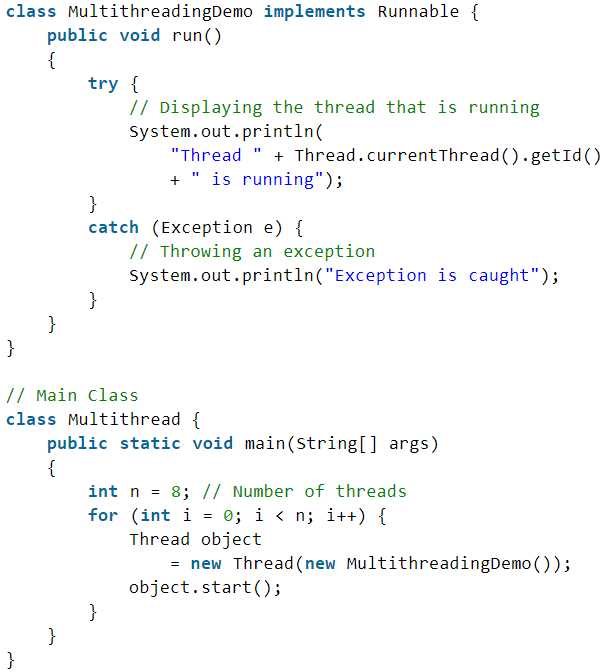 class MultithreadingDemo implements Runnable {
    public void run()
    {
        try {
            // Displaying the thread that is running
            System.out.println(
                "Thread " + Thread.currentThread().getId()
                + " is running");
        }
        catch (Exception e) {
            // Throwing an exception
            System.out.println("Exception is caught");
        }
    }
}

// Main Class
class Multithread {
    public static void main(String[] args)
    {
        int n = 8; // Number of threads
        for (int i = 0; i < n; i++) {
            Thread object
                = new Thread(new MultithreadingDemo());
            object.start();
        }
    }
}